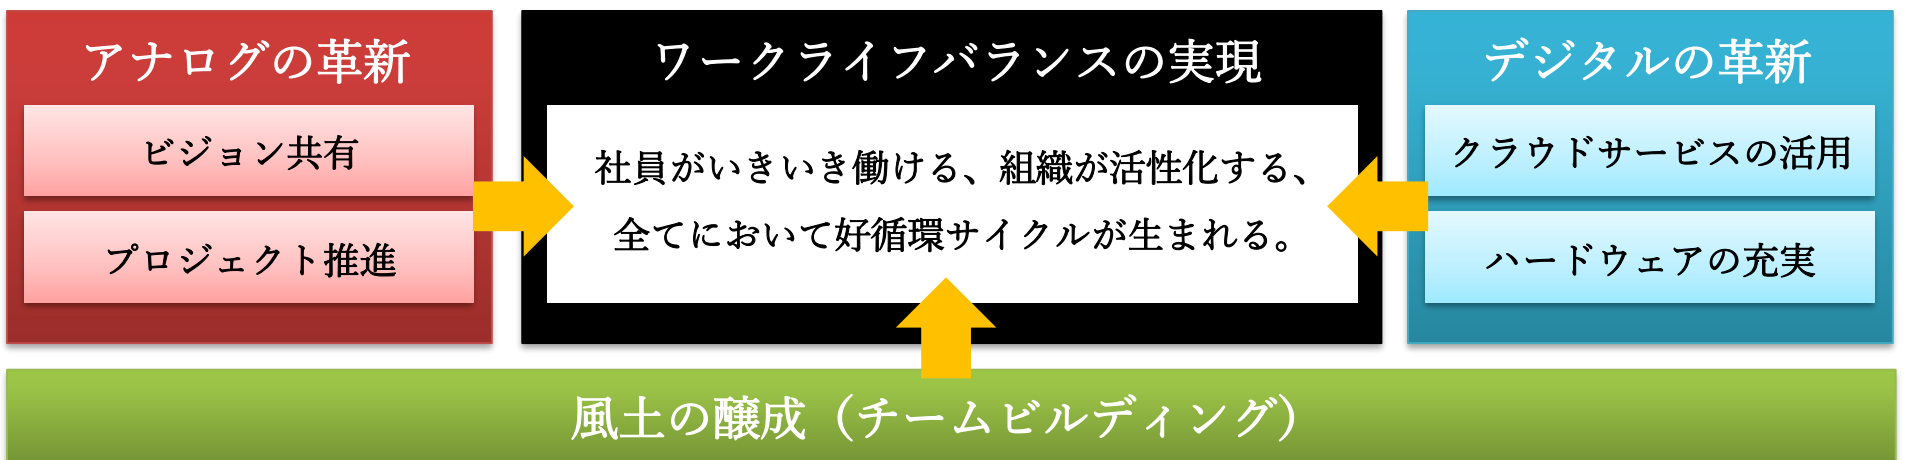 アナログの革新
ビジョン共有
プロジェクト推進
ワークライフバランスの実現
社員がいきいき働ける、組織が活性化する、
全てにおいて好循環サイクルが生まれる。
デジタルの革新
クラウドサービスの活用
ハードウェアの充実
風土の醸成（チームビルディング）